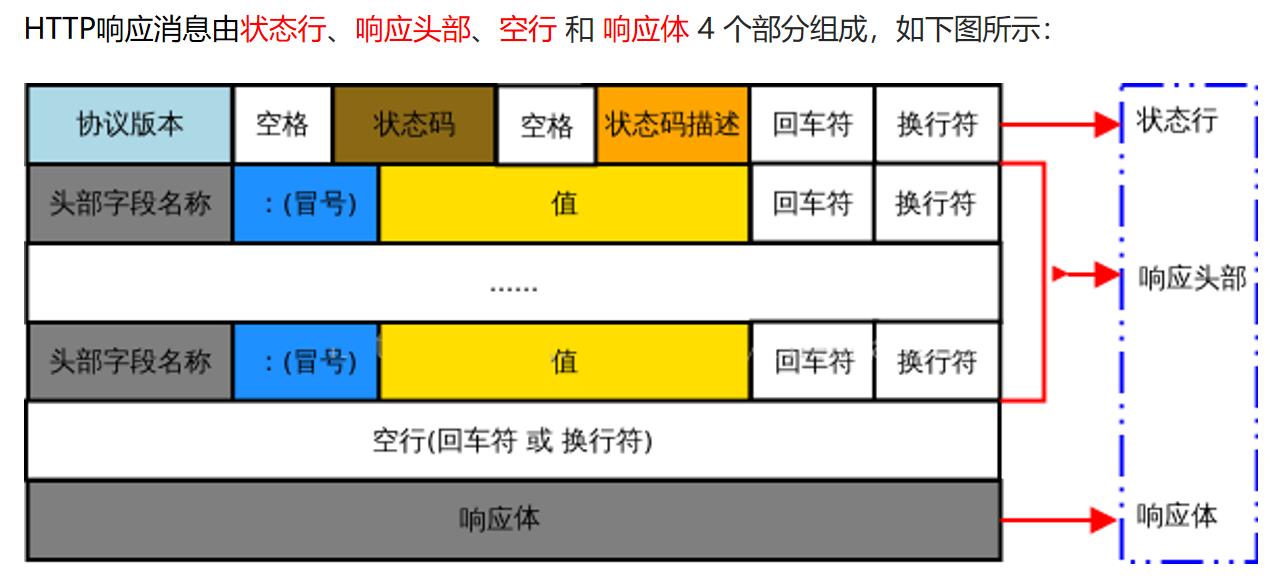 HTTP响应消息由状态行、响应头部、空行 和 响应体 4 个部分组成，如下图所示：
协议版本 空格 状态码 空格 状态码描述 回车符 换行符 状态行
头部字段名称 ：(冒号) 值 回车符 换行符
...... 响应头部
头部字段名称 ：(冒号) 值 回车符 换行符
空行(回车符 或 换行符)
响应体 响应体